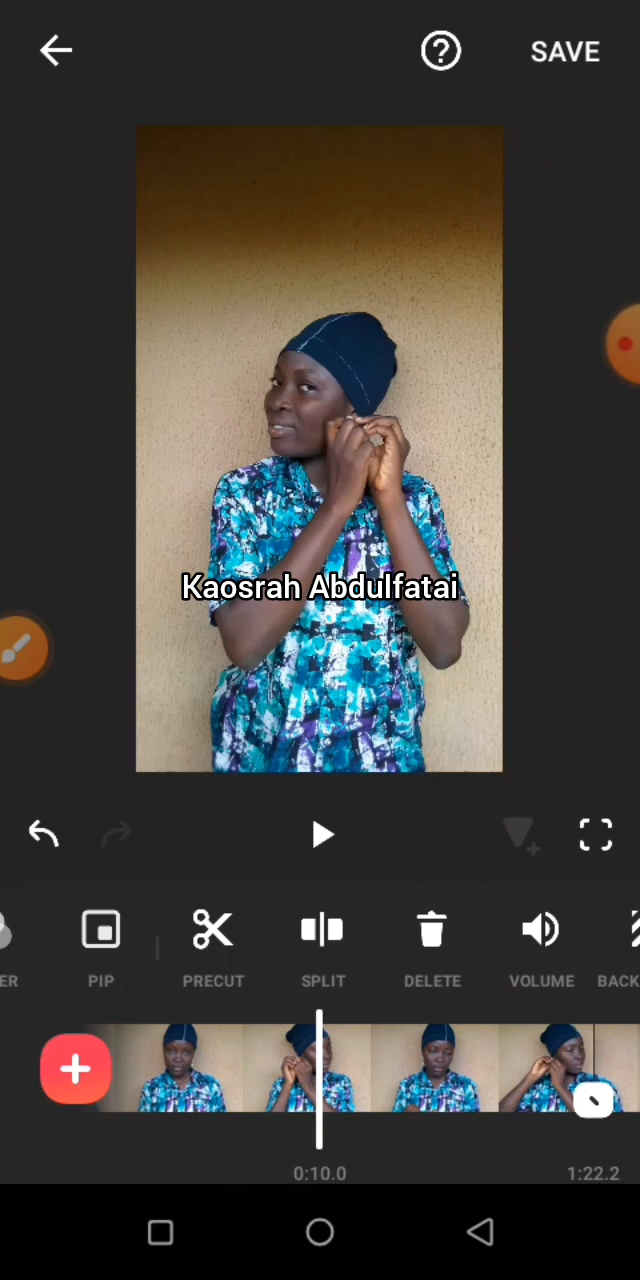 SAVE
Kaosrah Abdulfatai
ER
PIP
PRECUT
SPLIT
DELETE
VOLUME
BACK
0:10.0
1:22.2